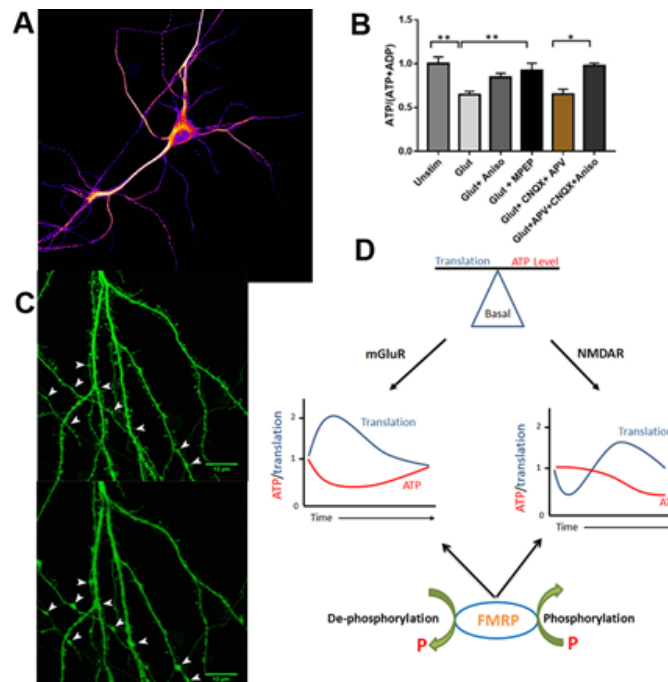 A
B
ATP/(ATP+ADP)
1.5
1.0
0.5
0.0
**
**
*
Unstim
Glut
Glut+ Aniso
Glut + MPEP
Glut+ CNQX+ APV
Glut+APV+CNQX+Aniso
C
D
Translation
ATP Level
Basal
mGluR
NMDAR
ATP/translation
2
1
Translation
ATP
Time
ATP/translation
2
1
Translation
Time
De-phosphorylation
FMRP
Phosphorylation
P
P